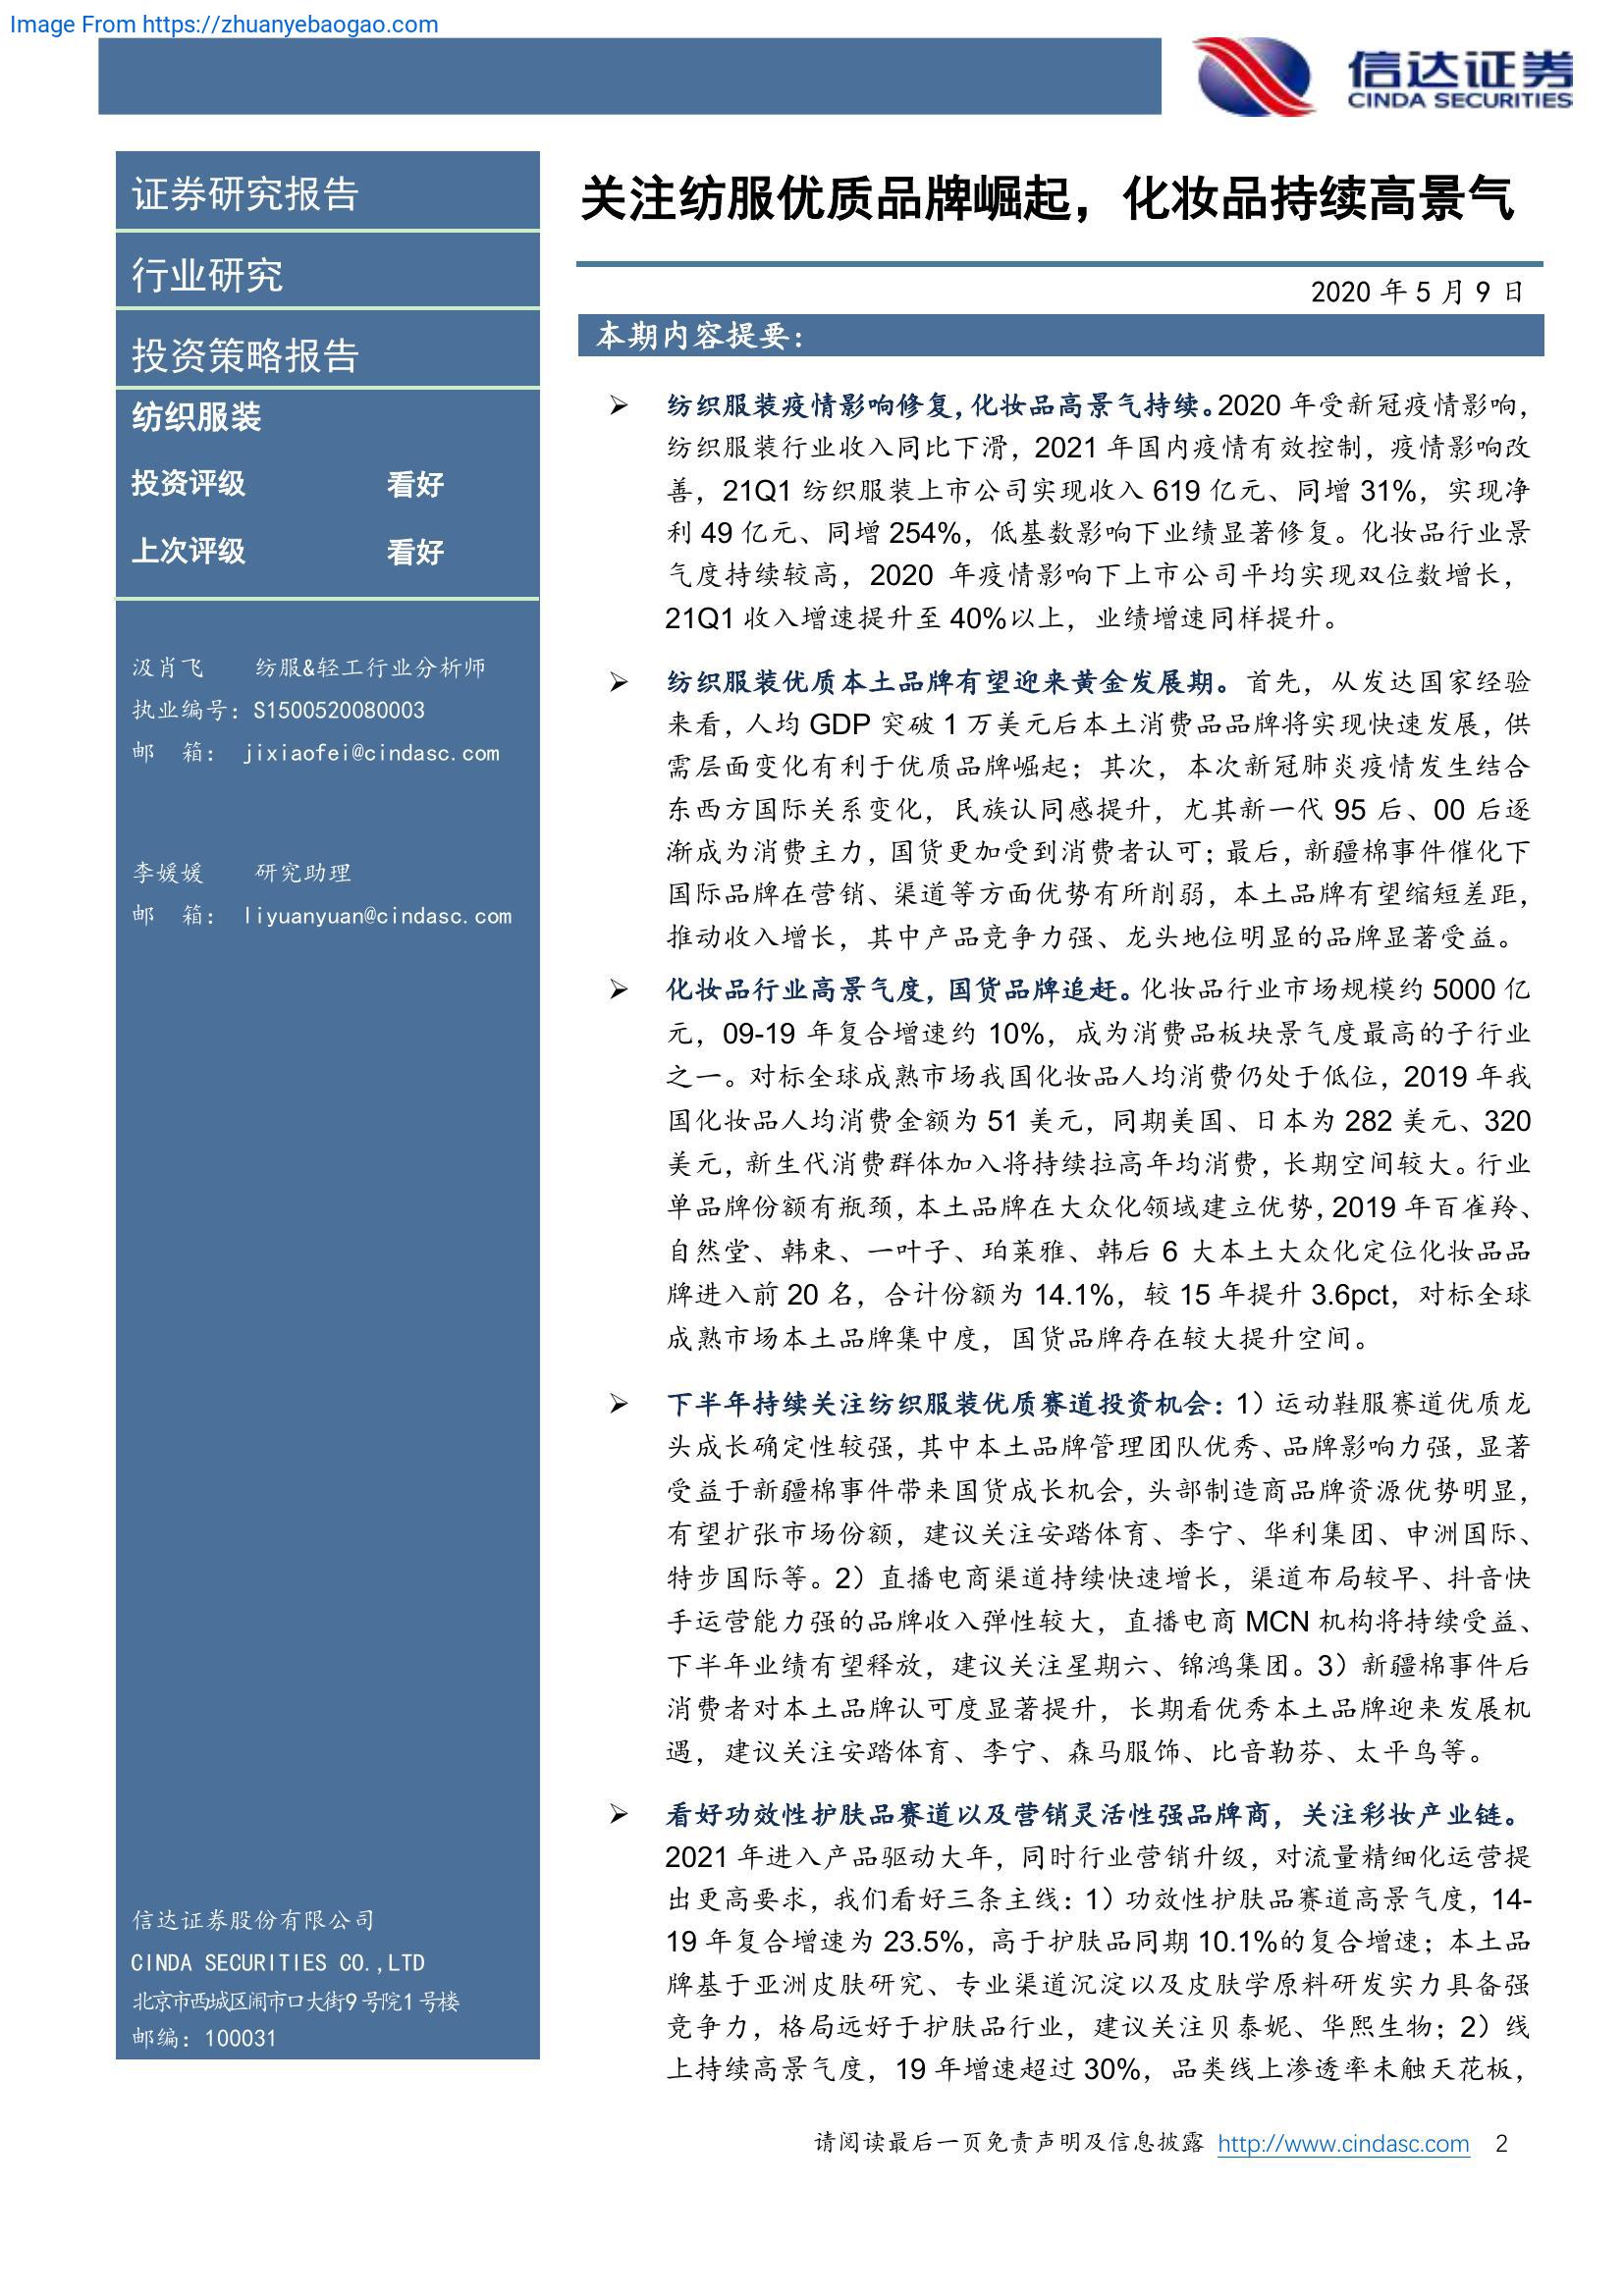 Image From https://zhuanyebaogao.com
信达证券
CINDA SECURITIES
证券研究报告
行业研究
投资策略报告
纺织服装
投资评级 看好
上次评级 看好
汲肖飞 纺服&轻工行业分析师
执业编号：S1500520080003
邮 箱： jixiaofei@cindasc.com
李媛媛 研究助理
邮 箱： liyuanyuan@cindasc.com
信达证券股份有限公司
CINDA SECURITIES CO.,LTD
北京市西城区闹市口大街9号院1号楼
邮编：100031
关注纺服优质品牌崛起，化妆品持续高景气
2020 年 5 月 9 日
本期内容提要：
➢ 纺织服装疫情影响修复，化妆品高景气持续。2020 年受新冠疫情影响，
纺织服装行业收入同比下滑，2021 年国内疫情有效控制，疫情影响改
善，21Q1 纺织服装上市公司实现收入 619 亿元、同增 31%，实现净
利 49 亿元、同增 254%，低基数影响下业绩显著修复。化妆品行业景
气度持续较高，2020 年疫情影响下上市公司平均实现双位数增长，
21Q1 收入增速提升至 40%以上，业绩增速同样提升。
➢ 纺织服装优质本土品牌有望迎来黄金发展期。首先，从发达国家经验
来看，人均 GDP 突破 1 万美元后本土消费品品牌将实现快速发展，供
需层面变化有利于优质品牌崛起；其次，本次新冠肺炎疫情发生结合
东西方国际关系变化，民族认同感提升，尤其新一代 95 后、00 后逐
渐成为消费主力，国货更加受到消费者认可；最后，新疆棉事件催化下
国际品牌在营销、渠道等方面优势有所削弱，本土品牌有望缩短差距，
推动收入增长，其中产品竞争力强、龙头地位明显的品牌显著受益。
➢ 化妆品行业高景气度，国货品牌追赶。化妆品行业市场规模约 5000 亿
元，09-19 年复合增速约 10%，成为消费品板块景气度最高的子行业
之一。对标全球成熟市场我国化妆品人均消费仍处于低位，2019 年我
国化妆品人均消费金额为 51 美元，同期美国、日本为 282 美元、320
美元，新生代消费群体加入将持续拉高年均消费，长期空间较大。行业
单品牌份额有瓶颈，本土品牌在大众化领域建立优势，2019 年百雀羚、
自然堂、韩束、一叶子、珀莱雅、韩后 6 大本土大众化定位化妆品品
牌进入前 20 名，合计份额为 14.1%，较 15 年提升 3.6pct，对标全球
成熟市场本土品牌集中度，国货品牌存在较大提升空间。
➢ 下半年持续关注纺织服装优质赛道投资机会：1）运动鞋服赛道优质龙
头成长确定性较强，其中本土品牌管理团队优秀、品牌影响力强，显著
受益于新疆棉事件带来国货成长机会，头部制造商品牌资源优势明显，
有望扩张市场份额，建议关注安踏体育、李宁、华利集团、申洲国际、
特步国际等。2）直播电商渠道持续快速增长，渠道布局较早、抖音快
手运营能力强的品牌收入弹性较大，直播电商 MCN 机构将持续受益、
下半年业绩有望释放，建议关注星期六、锦鸿集团。3）新疆棉事件后
消费者对本土品牌认可度显著提升，长期看优秀本土品牌迎来发展机
遇，建议关注安踏体育、李宁、森马服饰、比音勒芬、太平鸟等。
➢ 看好功效性护肤品赛道以及营销灵活性强品牌商，关注彩妆产业链。
2021 年进入产品驱动大年，同时行业营销升级，对流量精细化运营提
出更高要求，我们看好三条主线：1）功效性护肤品赛道高景气度，14-
19 年复合增速为 23.5%，高于护肤品同期 10.1%的复合增速；本土品
牌基于亚洲皮肤研究、专业渠道沉淀以及皮肤学原料研发实力具备强
竞争力，格局远好于护肤品行业，建议关注贝泰妮、华熙生物；2）线
上持续高景气度，19 年增速超过 30%，品类线上渗透率未触天花板，
请阅读最后一页免责声明及信息披露 http://www.cindasc.com 2